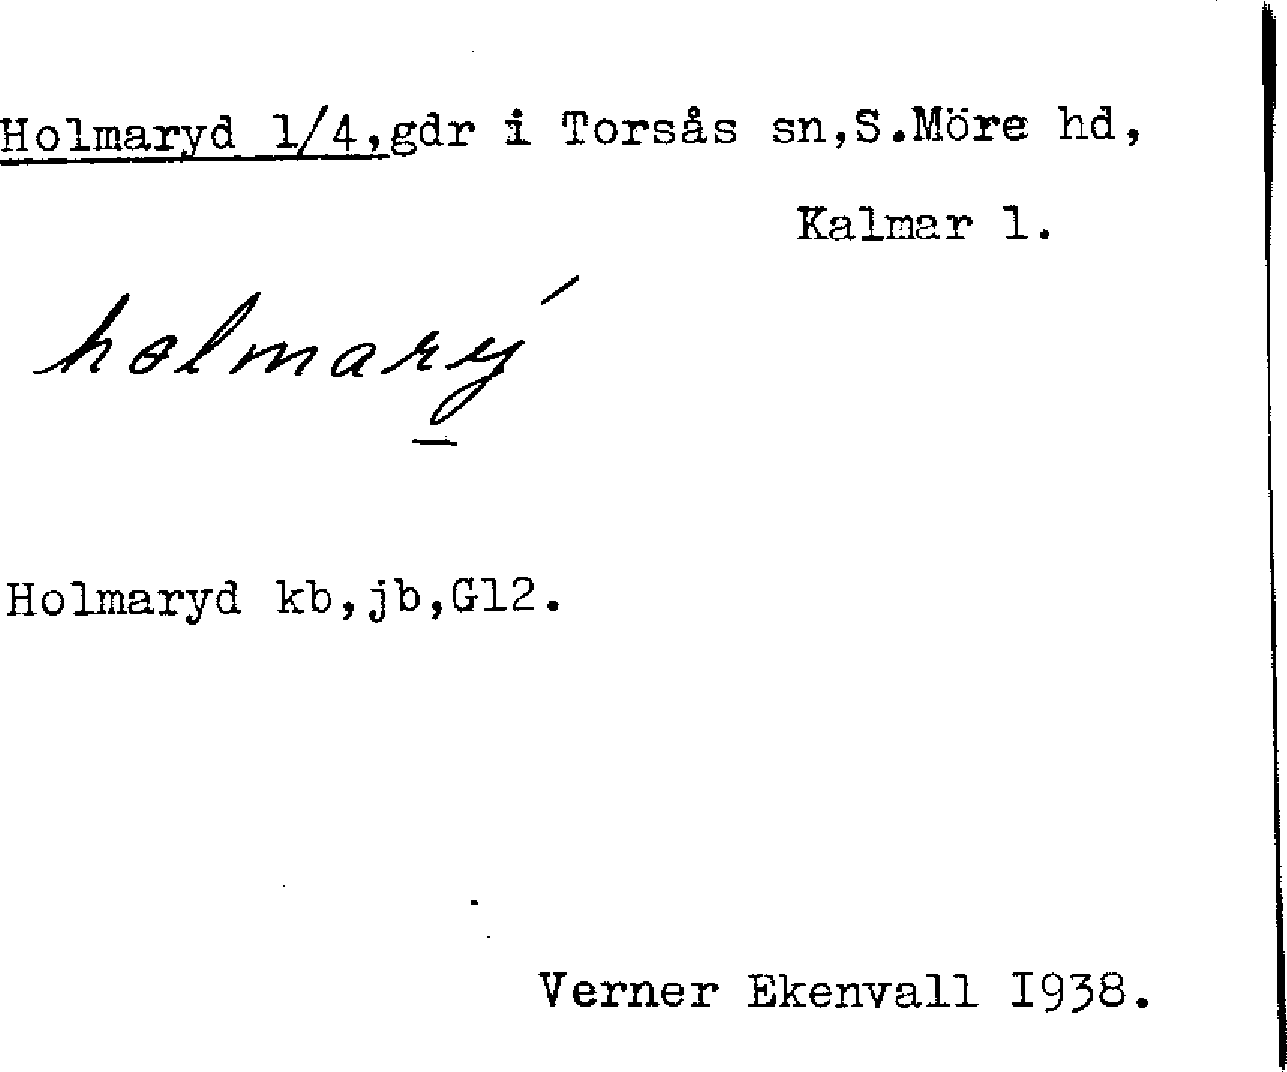 Holmaryd 1/4,gdr i Torsås sn,S.Möre hd,
Kalmar l.
holmarý
Holmaryd kb,jb,Gl2.
Verner Ekenvall I938.